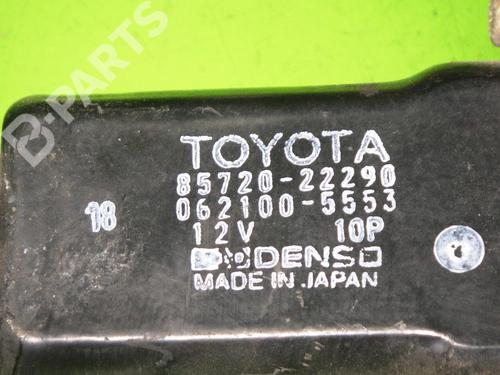 B-PARTS
TOYOTA
85720-22290
062100-5553
18
12V 10P
DENSO
MADE IN JAPAN